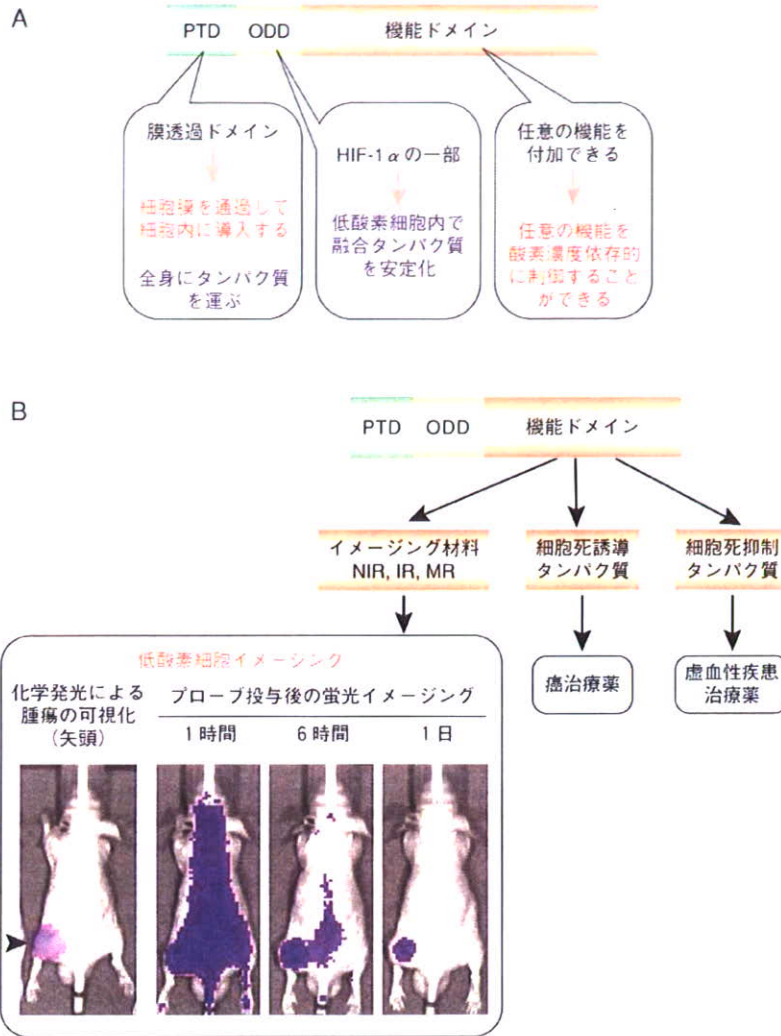 A
PTD ODD 機能ドメイン
膜透過ドメイン
細胞膜を通過して
細胞内に導入する
全身にタンパク質
を運ぶ
HIF-1αの一部
低酸素細胞内で
融合タンパク質
を安定化
任意の機能を
付加できる
任意の機能を
酸素濃度依存的
に制御すること
ができる
B
PTD ODD 機能ドメイン
イメージング材料
NIR, IR, MR
細胞死誘導
タンパク質
細胞死抑制
タンパク質
癌治療薬
虚血性疾患
治療薬
低酸素細胞イメージング
化学発光による
腫瘍の可視化
(矢頭)
プローブ投与後の蛍光イメージング
1時間 6時間 1日